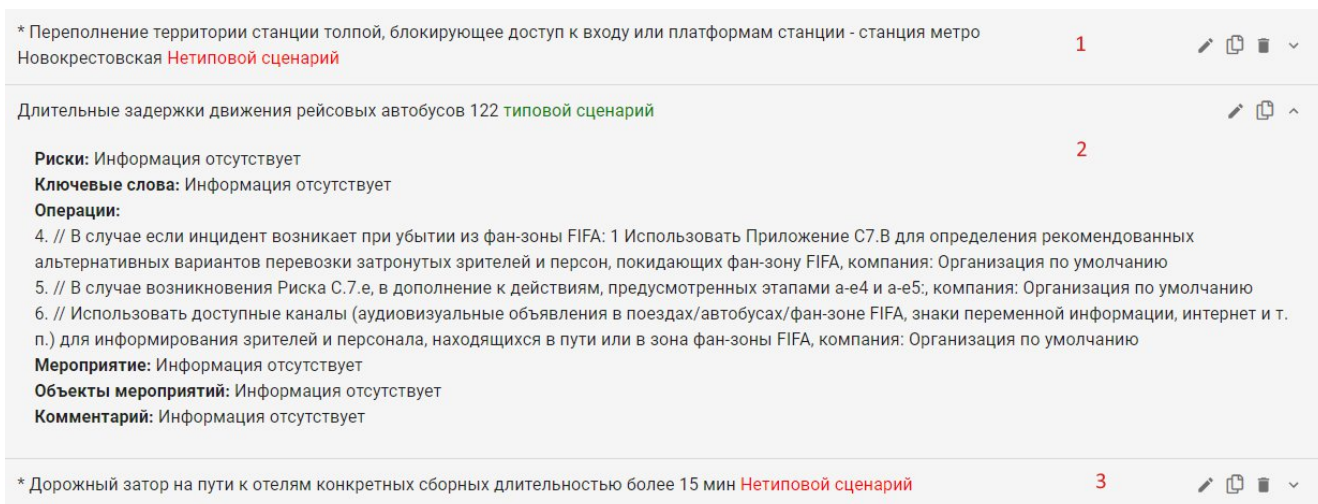 * Переполнение территории станции толпой, блокирующее доступ к входу или платформам станции - станция метро
Новокрестовская Нетиповой сценарий
1
Длительные задержки движения рейсовых автобусов 122 типовой сценарий
2
Риски: Информация отсутствует
Ключевые слова: Информация отсутствует
Операции:
4. // В случае если инцидент возникает при убытии из фан-зоны FIFA: 1 Использовать Приложение C7.B для определения рекомендованных
альтернативных вариантов перевозки затронутых зрителей и персон, покидающих фан-зону FIFA, компания: Организация по умолчанию
5. // В случае возникновения Риска C.7.e, в дополнение к действиям, предусмотренных этапами a-e4 и a-e5:, компания: Организация по умолчанию
6. // Использовать доступные каналы (аудиовизуальные объявления в поездах/автобусах/фан-зоне FIFA, знаки переменной информации, интернет и т.
п.) для информирования зрителей и персонала, находящихся в пути или в зона фан-зоны FIFA, компания: Организация по умолчанию
Мероприятие: Информация отсутствует
Объекты мероприятий: Информация отсутствует
Комментарий: Информация отсутствует
* Дорожный затор на пути к отелям конкретных сборных длительностью более 15 мин Нетиповой сценарий
3